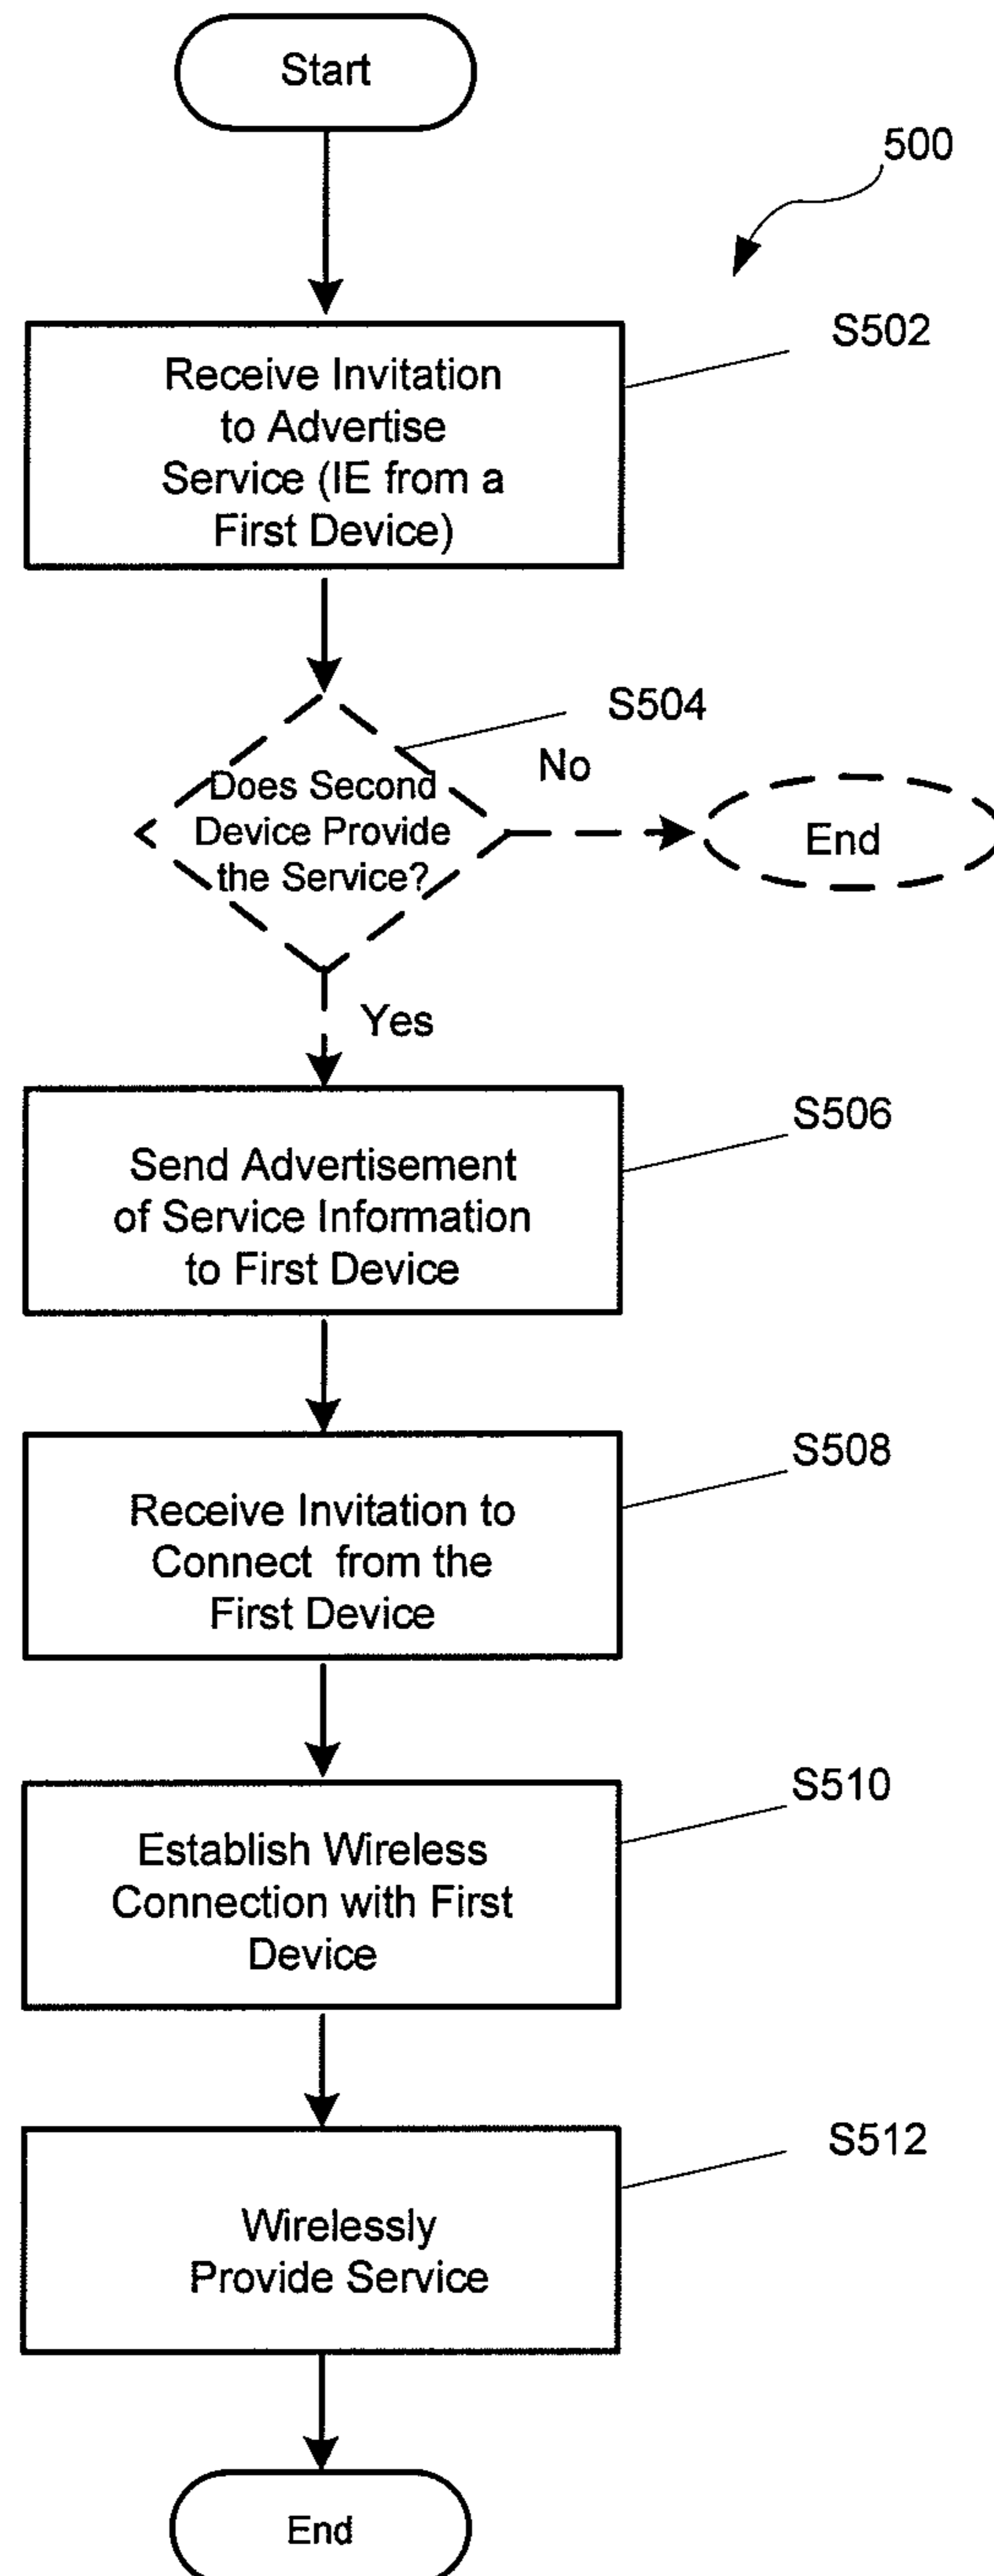 Start
500
S502
Receive Invitation
to Advertise
Service (IE from a
First Device)
S504
No
Does Second
Device Provide
the Service?
End
Yes
S506
Send Advertisement
of Service Information
to First Device
S508
Receive Invitation to
Connect from the
First Device
S510
Establish Wireless
Connection with First
Device
S512
Wirelessly
Provide Service
End